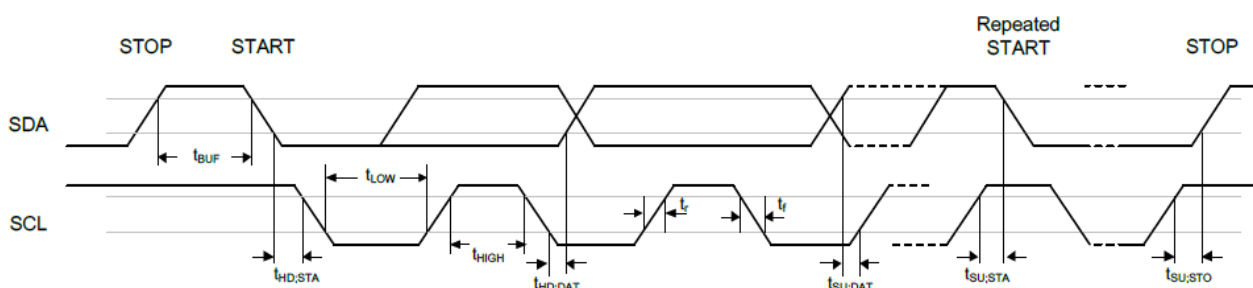 Repeated
STOP START START STOP
SDA
tBUF
tLOW
SCL
tr tf
tHIGH
tHD;STA tHD;DAT tSU;DAT tSU;STA tSU;STO